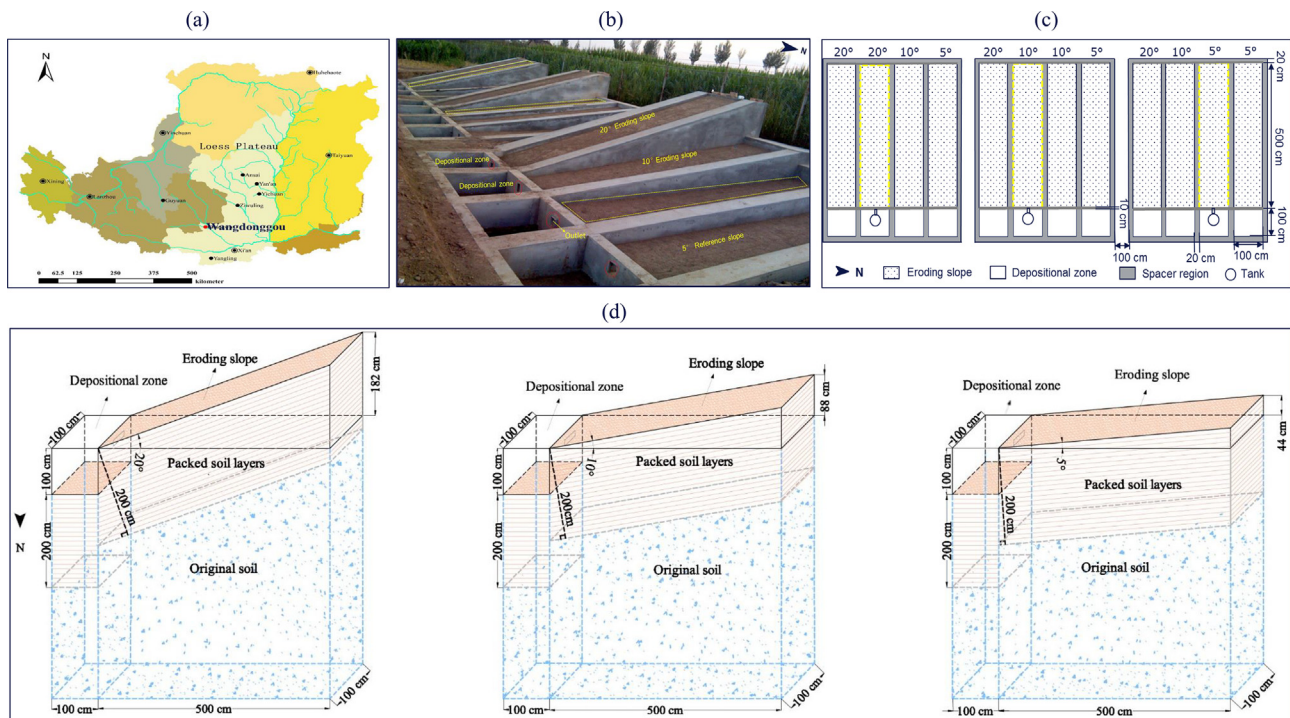 (a)
N
Huhehaote
Yinchuan
Loess Plateau
Taiyuan
Ansai
Yan'an
Xining
Yichuan
Lanzhou
Guyuan
Ziwuling
Wangdonggou
Xi'an
Yangling
0 62.5 125 250 375 500
kilometer
(b)
N
20° Eroding slope
Depositional zone
10° Eroding slope
Depositional zone
Outlet
5° Reference slope
(c)
20° 20° 10° 5° 20° 10° 10° 5° 20° 10° 5° 5°
20 cm
500 cm
10 cm
100 cm
100 cm 20 cm 100 cm
N Eroding slope Depositional zone Spacer region Tank
(d)
Eroding slope
Depositional zone
182 cm
100 cm
20°
100 cm
Packed soil layers
200 cm
200 cm
N
Original soil
100 cm
100 cm 500 cm
Eroding slope
Depositional zone
88 cm
100 cm
10°
100 cm
Packed soil layers
200cm
200 cm
Original soil
100 cm
100 cm 500 cm
Eroding slope
Depositional zone
44 cm
100 cm
5°
100 cm
Packed soil layers
200 cm
200 cm
Original soil
100 cm
100 cm 500 cm